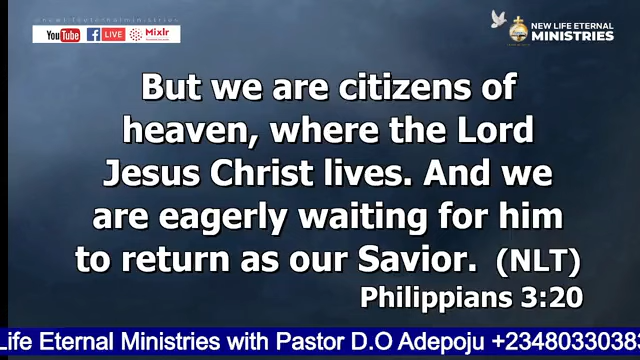 @newlifeeternalministries
YouTube f LIVE Mixlr
NEW LIFE ETERNAL
MINISTRIES
But we are citizens of
heaven, where the Lord
Jesus Christ lives. And we
are eagerly waiting for him
to return as our Savior. (NLT)
Philippians 3:20
Life Eternal Ministries with Pastor D.O Adepoju +2348033038